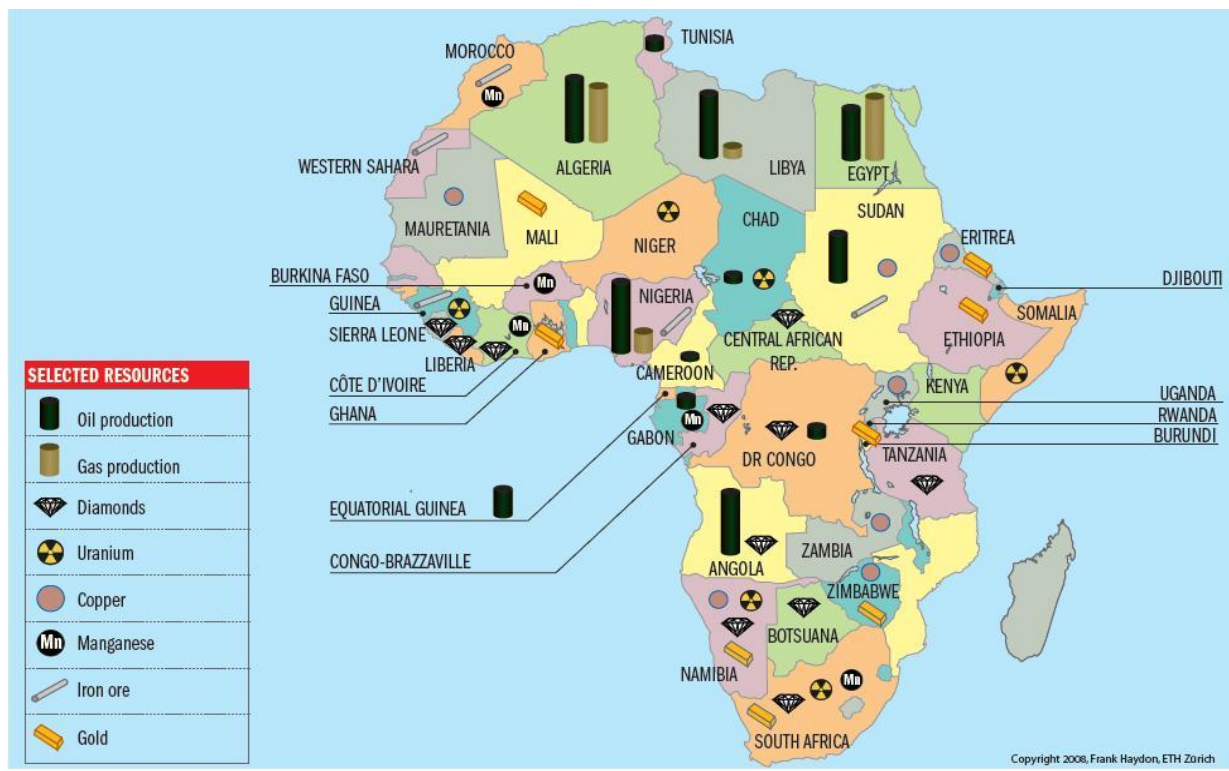 TUNISIA
MOROCCO
Mn
WESTERN SAHARA
ALGERIA
LIBYA
EGYPT
MAURETANIA
MALI
NIGER
CHAD
SUDAN
ERITREA
BURKINA FASO
Mn
NIGERIA
DJIBOUTI
GUINEA
SOMALIA
SIERRA LEONE
Mn
CENTRAL AFRICAN
REP.
ETHIOPIA
LIBERIA
CAMEROON
CÔTE D'IVOIRE
KENYA
UGANDA
GHANA
Mn
RWANDA
GABON
BURUNDI
DR CONGO
TANZANIA
EQUATORIAL GUINEA
CONGO-BRAZZAVILLE
ZAMBIA
ANGOLA
ZIMBABWE
BOTSUANA
NAMIBIA
Mn
SOUTH AFRICA
SELECTED RESOURCES
Oil production
Gas production
Diamonds
Uranium
Copper
Mn Manganese
Iron ore
Gold
Copyright 2008, Frank Haydon, ETH Zürich